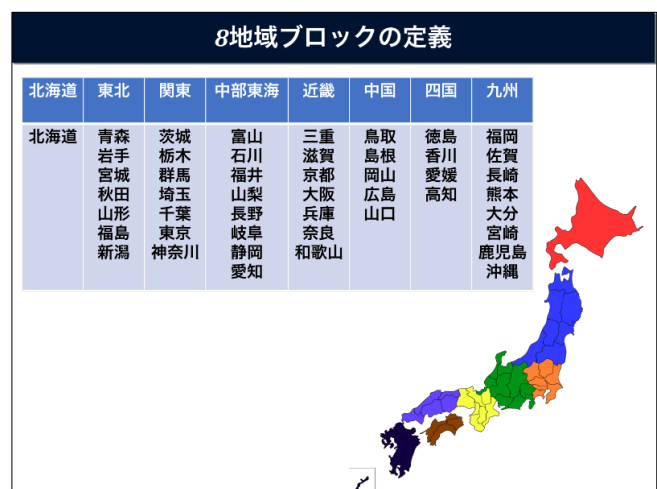 8地域ブロックの定義
北海道 東北 関東 中部東海 近畿 中国 四国 九州
北海道 青森 茨城 富山 三重 鳥取 徳島 福岡
岩手 栃木 石川 滋賀 島根 香川 佐賀
宮城 群馬 福井 京都 岡山 愛媛 長崎
秋田 埼玉 山梨 大阪 広島 高知 熊本
山形 千葉 長野 兵庫 山口 大分
福島 東京 岐阜 奈良 宮崎
新潟 神奈川 静岡 和歌山 鹿児島
愛知 沖縄